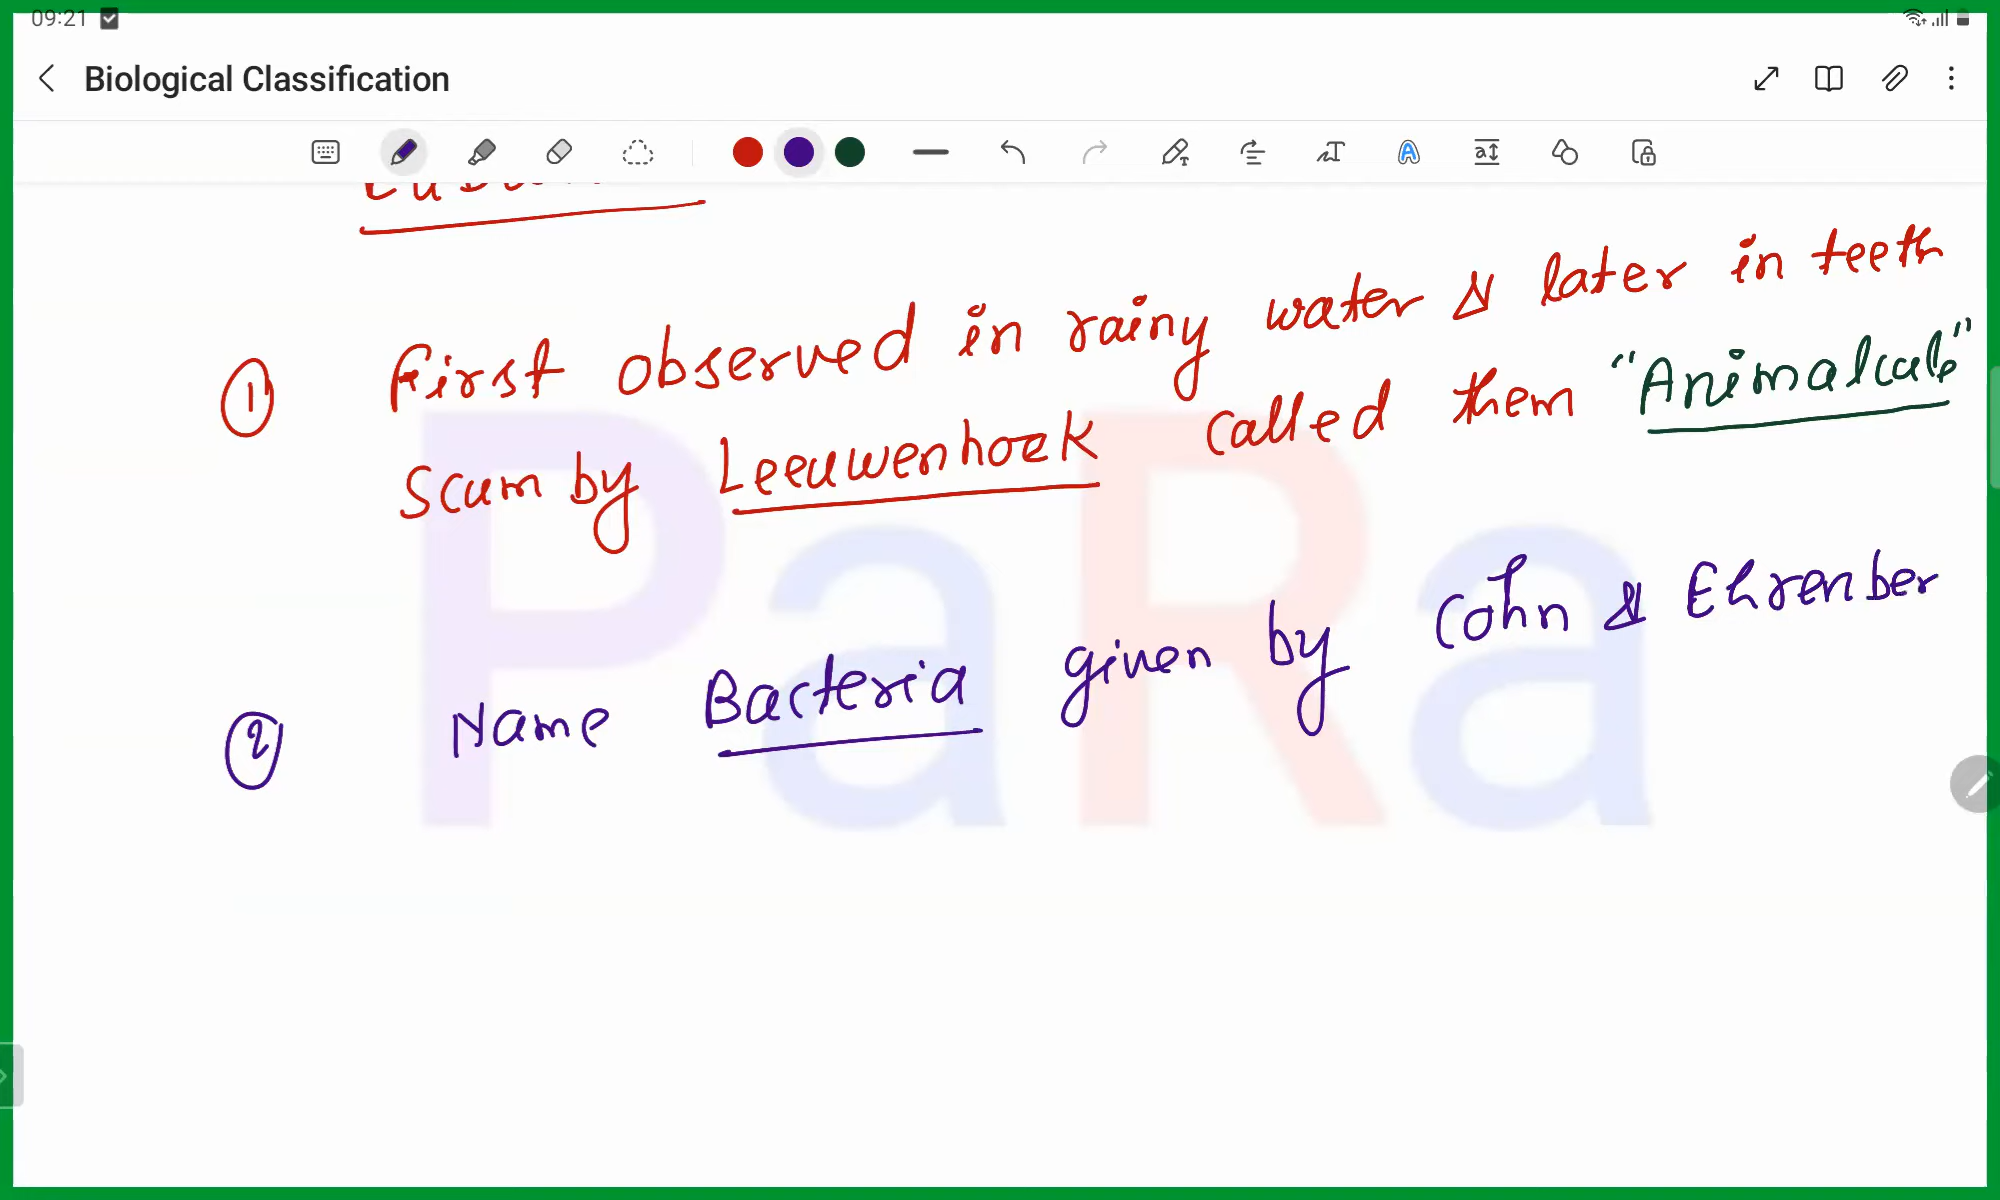 09:21
Biological Classification
① First observed in rainy water & later in teeth
Scum by Leeuwenhoek called them "Animalcule"
② Name Bacteria given by Cohn & Ehrenber
PaRa